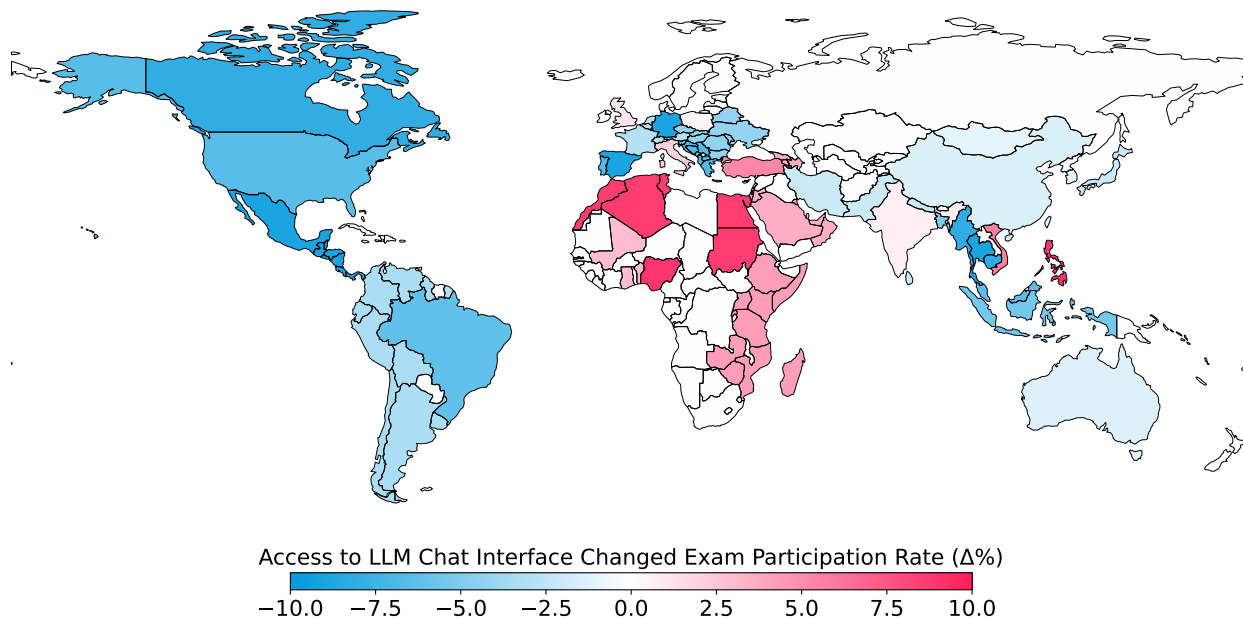 Access to LLM Chat Interface Changed Exam Participation Rate (Δ%)
−10.0 −7.5 −5.0 −2.5 0.0 2.5 5.0 7.5 10.0